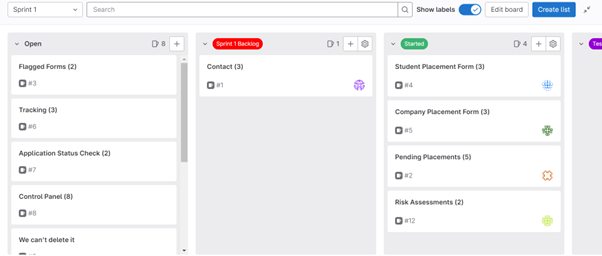 Sprint 1
Search
Show labels
Edit board
Create list
Open
8
Flagged Forms (2)
#3
Tracking (3)
#6
Application Status Check (2)
#7
Control Panel (8)
#8
We can't delete it
Sprint 1 Backlog
1
Contact (3)
#1
Started
4
Student Placement Form (3)
#4
Company Placement Form (3)
#5
Pending Placements (5)
#2
Risk Assessments (2)
#12
Tes